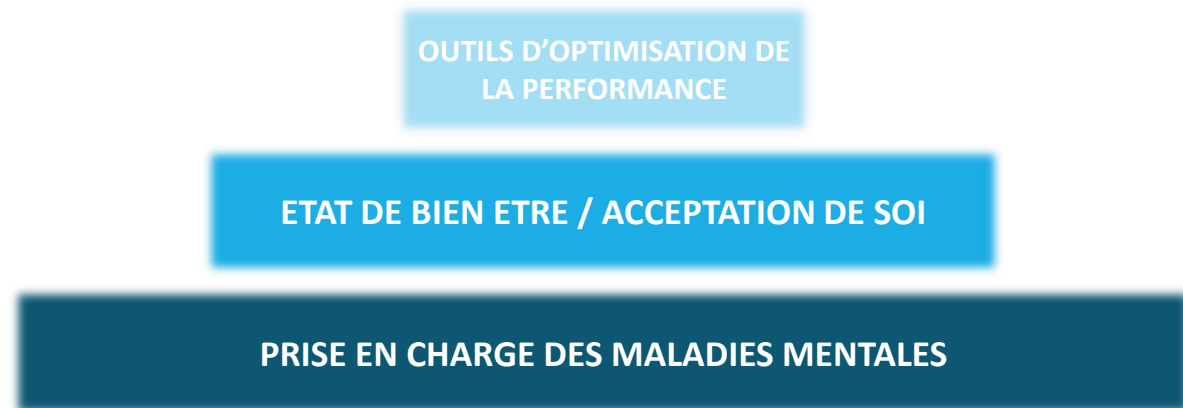 OUTILS D’OPTIMISATION DE
LA PERFORMANCE
ETAT DE BIEN ETRE / ACCEPTATION DE SOI
PRISE EN CHARGE DES MALADIES MENTALES